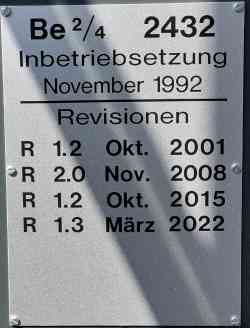 Be 2/4 2432
Inbetriebsetzung
November 1992
Revisionen
R 1.2 Okt. 2001
R 2.0 Nov. 2008
R 1.2 Okt. 2015
R 1.3 März 2022